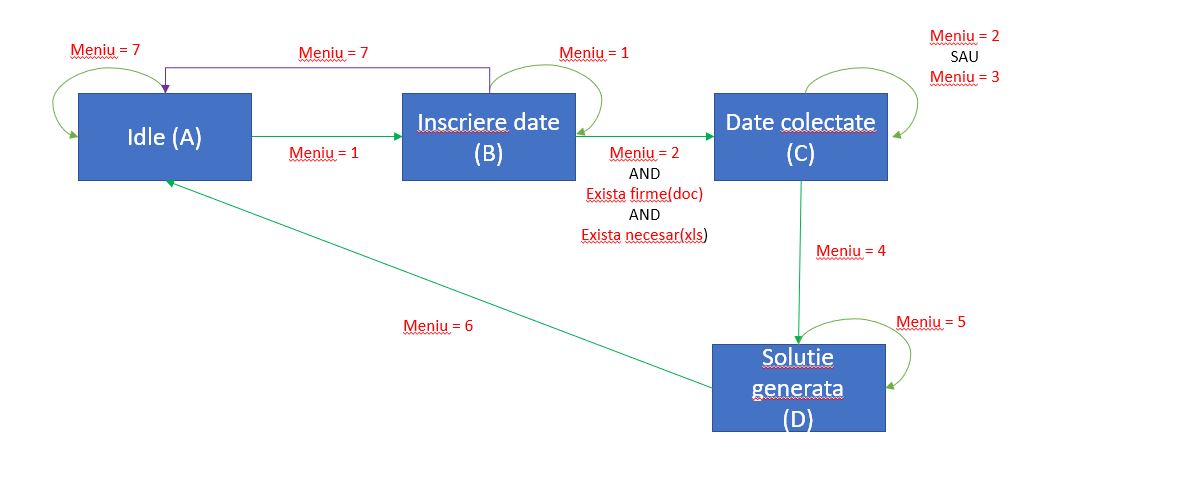 Meniu = 7
Meniu = 7
Meniu = 1
Meniu = 2
SAU
Meniu = 3
Idle (A)
Meniu = 1
Inscriere date
(B)
Meniu = 2
AND
Exista firme(doc)
AND
Exista necesar(xls)
Date colectate
(C)
Meniu = 4
Meniu = 6
Meniu = 5
Solutie
generata
(D)